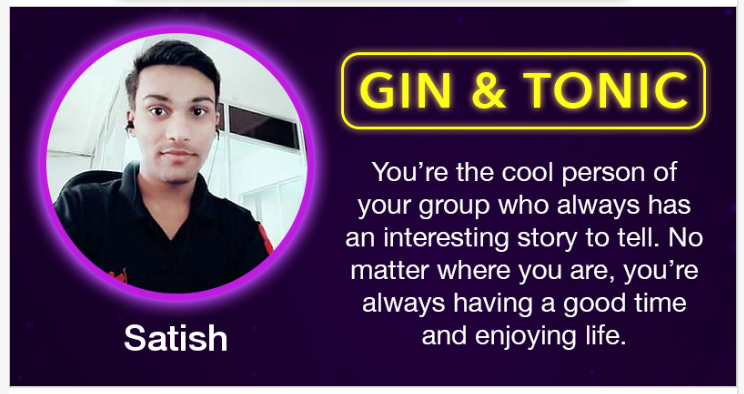 GIN & TONIC
You’re the cool person of
your group who always has
an interesting story to tell. No
matter where you are, you’re
always having a good time
and enjoying life.
Satish